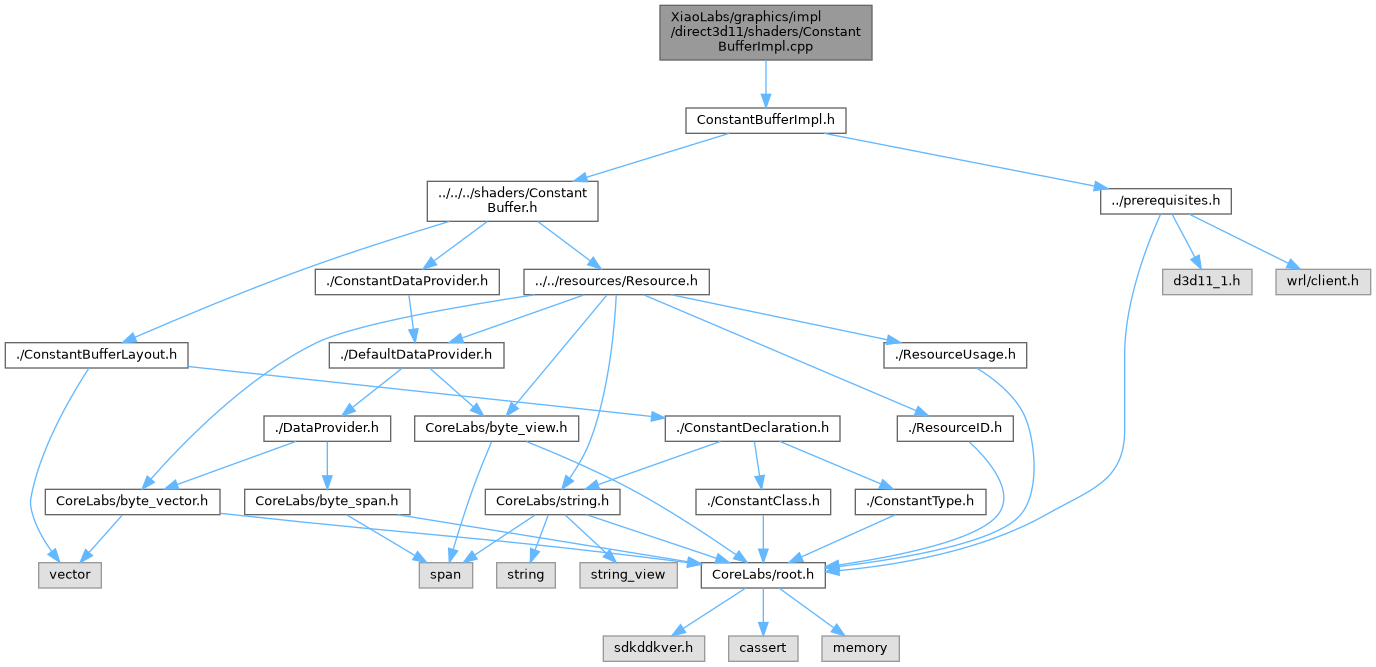 XiaoLabs/graphics/impl
/direct3d11/shaders/Constant
BufferImpl.cpp
ConstantBufferImpl.h
../../../shaders/Constant
Buffer.h
../prerequisites.h
./ConstantDataProvider.h
../../resources/Resource.h
d3d11_1.h
wrl/client.h
./ConstantBufferLayout.h
./DefaultDataProvider.h
./ResourceUsage.h
./DataProvider.h
CoreLabs/byte_view.h
./ConstantDeclaration.h
./ResourceID.h
CoreLabs/byte_vector.h
CoreLabs/byte_span.h
CoreLabs/string.h
./ConstantClass.h
./ConstantType.h
vector
span
string
string_view
CoreLabs/root.h
sdkddkver.h
cassert
memory